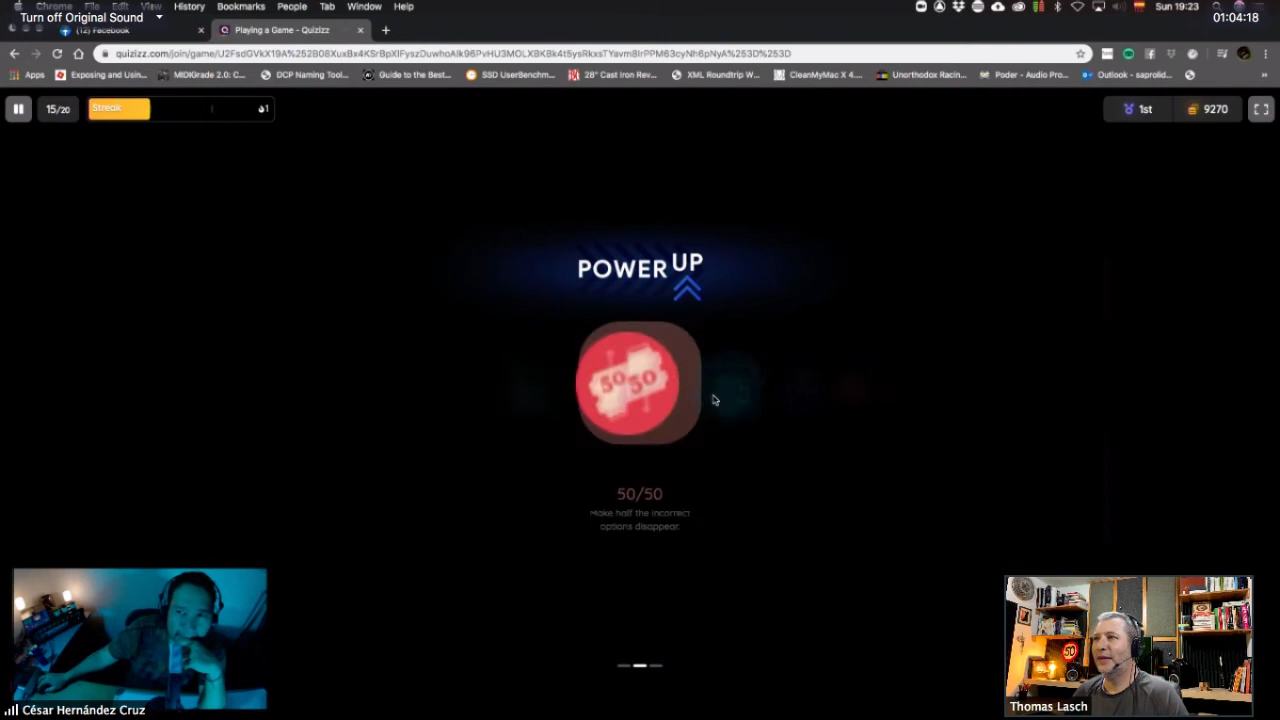 Chrome File Edit View History Bookmarks People Tab Window Help Sun 19:23
Turn off Original Sound
01:04:18
(12) Facebook Playing a Game - Quizizz
Apps Exposing and Usin... MIDIGrade 2.0: C... DCP Naming Tool... Guide to the Best... SSD UserBenchm... 28" Cast Iron Rev... XML Roundtrip W... CleanMyMac X 4.... Unorthodox Racin... Poder - Audio Pro... Outlook - saprolid...
15/20 Streak 1 1st 9270
POWER UP
50 50
50/50
Make half the incorrect
options disappear.
50
César Hernández Cruz
Thomas Lasch